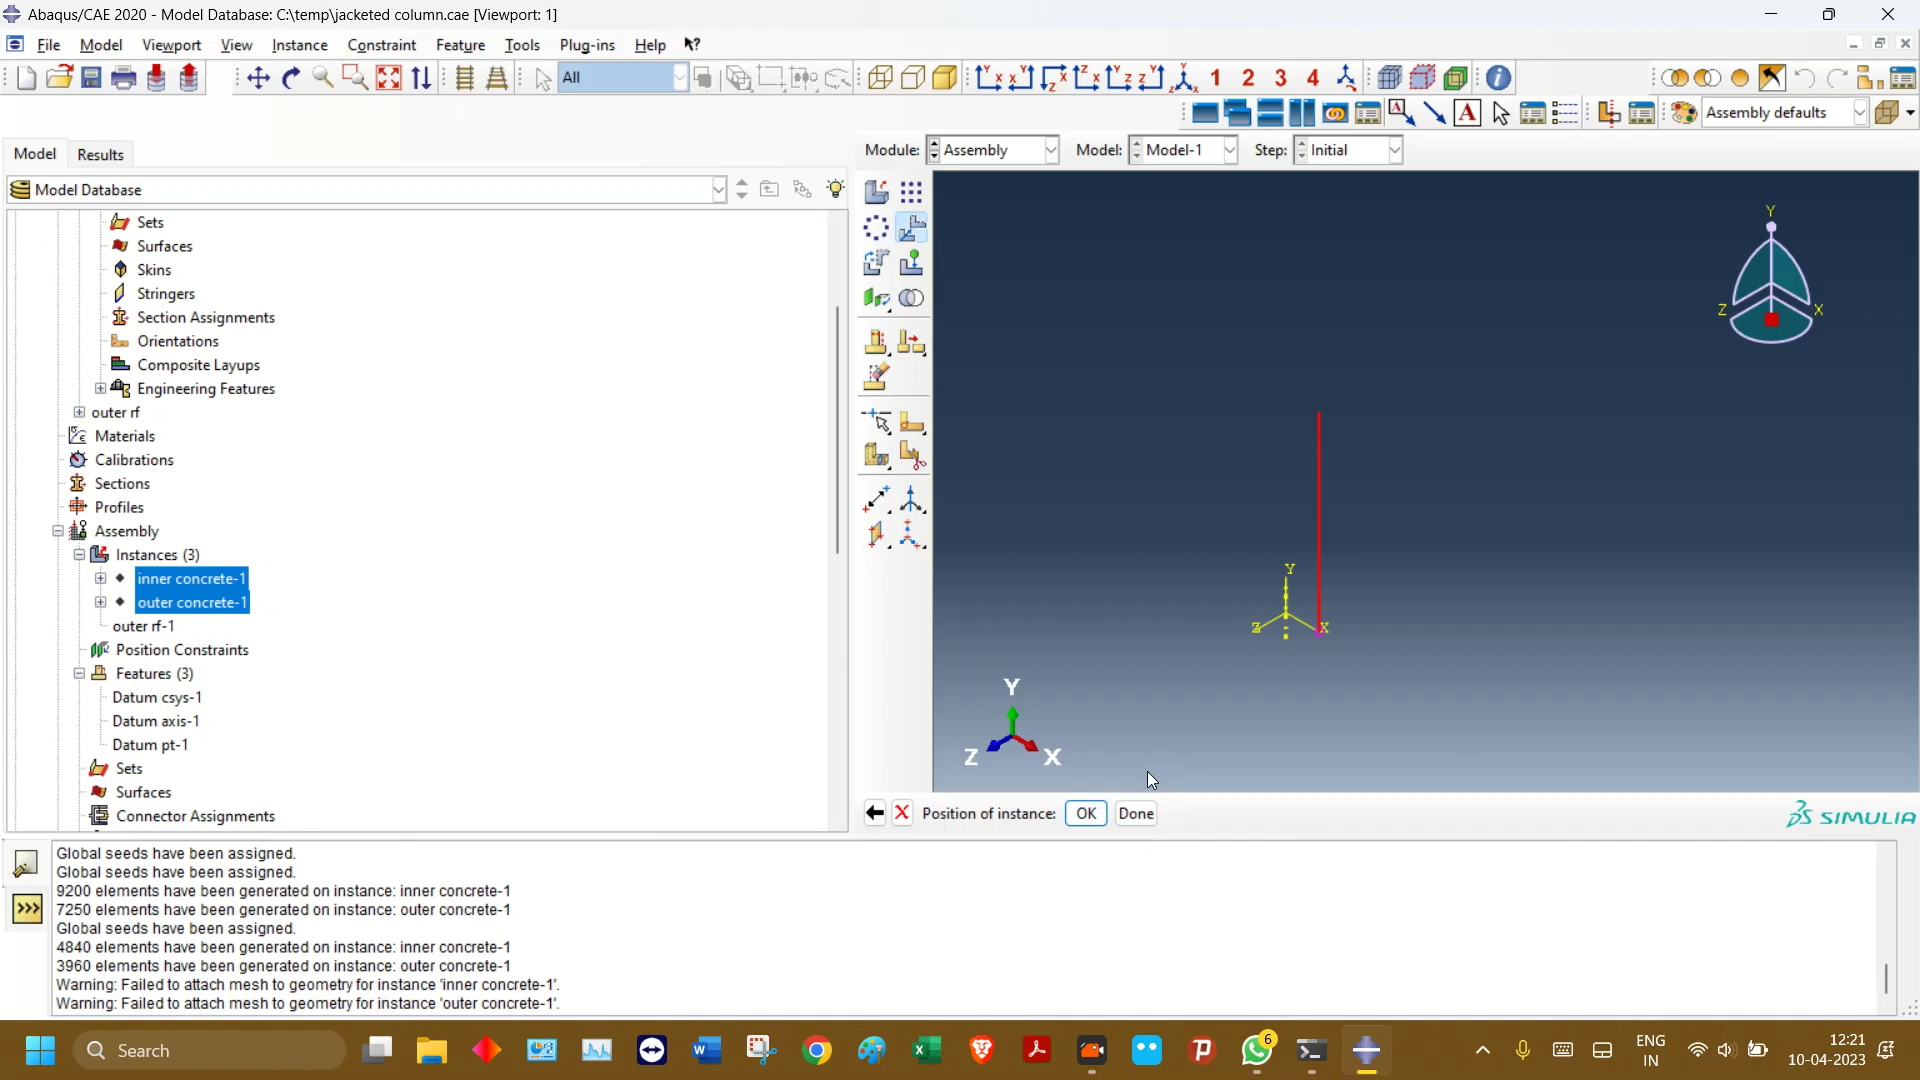 Abaqus/CAE 2020 - Model Database: C:\temp\jacketed column.cae [Viewport: 1]
File Model Viewport View Instance Constraint Feature Tools Plug-ins Help
All
1 2 3 4
Assembly defaults
Model Results
Module: Assembly Model: Model-1 Step: Initial
Model Database
Sets
Surfaces
Skins
Stringers
Section Assignments
Orientations
Composite Layups
Engineering Features
outer rf
Materials
Calibrations
Sections
Profiles
Assembly
Instances (3)
inner concrete-1
outer concrete-1
outer rf-1
Position Constraints
Features (3)
Datum csys-1
Datum axis-1
Datum pt-1
Sets
Surfaces
Connector Assignments
Y
Z X
Y
Z X
Y
Z X
Position of instance: OK Done
SIMULIA
Global seeds have been assigned.
Global seeds have been assigned.
9200 elements have been generated on instance: inner concrete-1
7250 elements have been generated on instance: outer concrete-1
Global seeds have been assigned.
4840 elements have been generated on instance: inner concrete-1
3960 elements have been generated on instance: outer concrete-1
Warning: Failed to attach mesh to geometry for instance 'inner concrete-1'.
Warning: Failed to attach mesh to geometry for instance 'outer concrete-1'.
Search
6
ENG
IN
12:21
10-04-2023